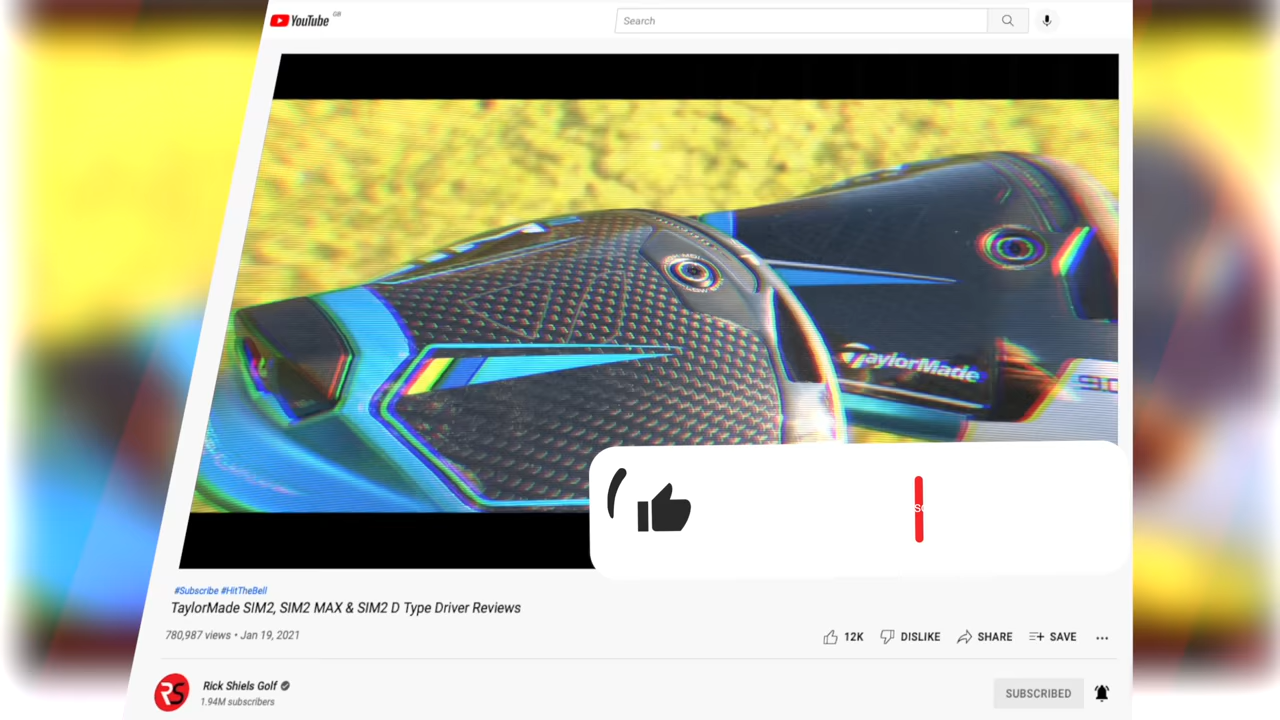 YouTube GB
Search
TaylorMade
#Subscribe #HitTheBell
TaylorMade SIM2, SIM2 MAX & SIM2 D Type Driver Reviews
780,987 views • Jan 19, 2021
12K DISLIKE SHARE SAVE
RS
Rick Shiels Golf
1.94M subscribers
SUBSCRIBED